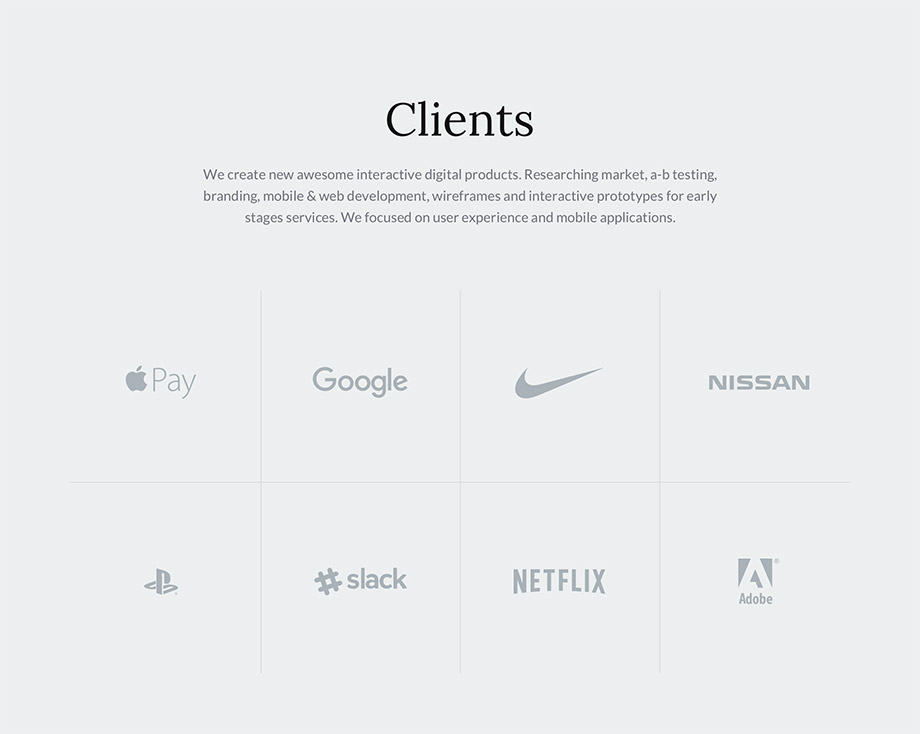 Clients
We create new awesome interactive digital products. Researching market, a-b testing,
branding, mobile & web development, wireframes and interactive prototypes for early
stages services. We focused on user experience and mobile applications.
Pay
Google
NISSAN
slack
NETFLIX
Adobe